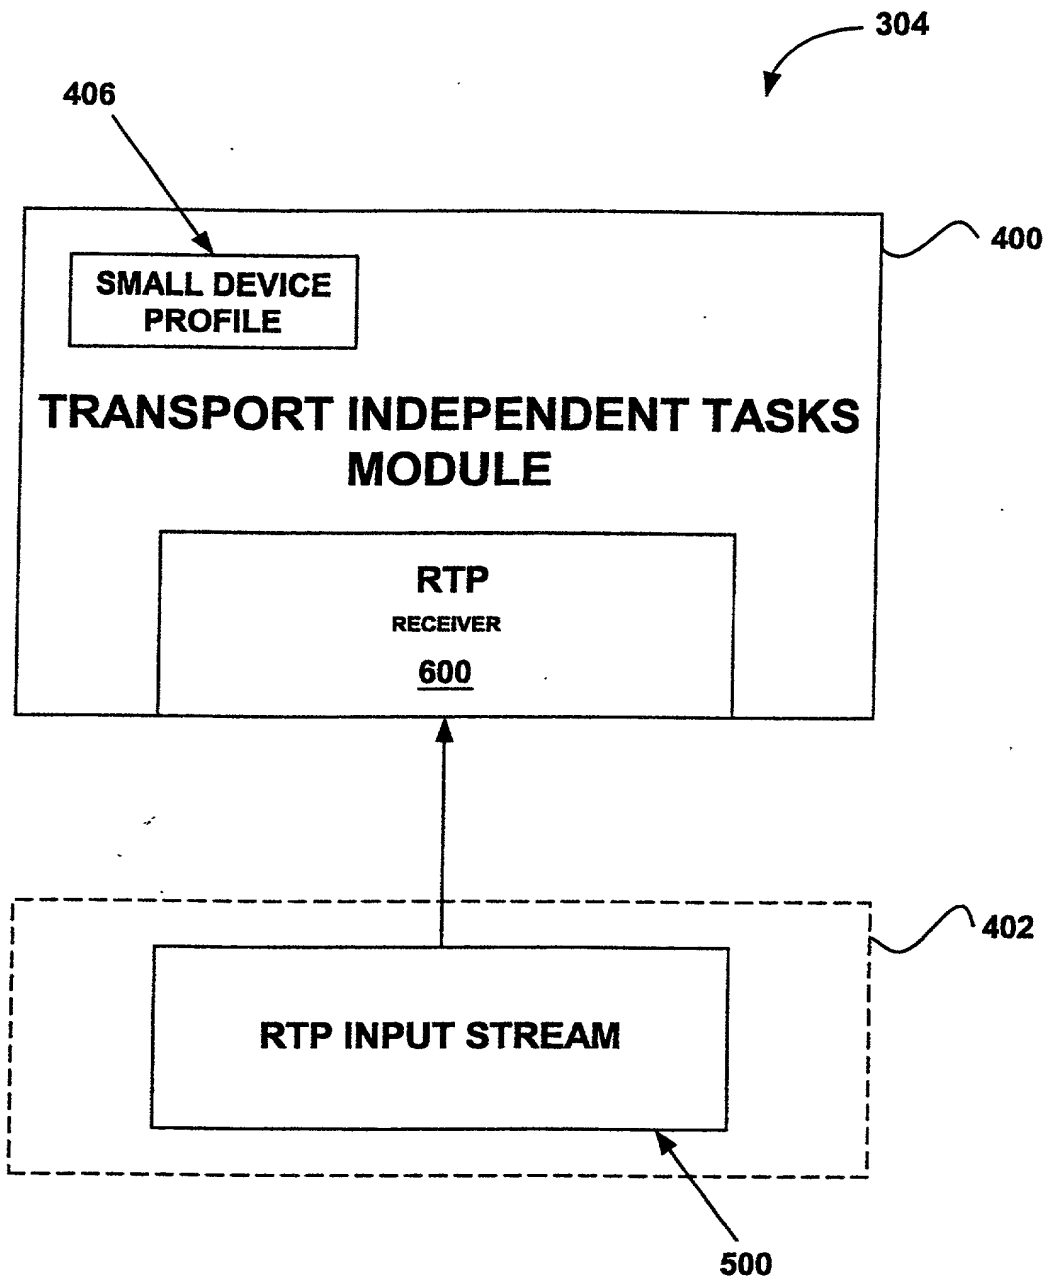 304
406
400
SMALL DEVICE
PROFILE
TRANSPORT INDEPENDENT TASKS
MODULE
RTP
RECEIVER
600
402
RTP INPUT STREAM
500